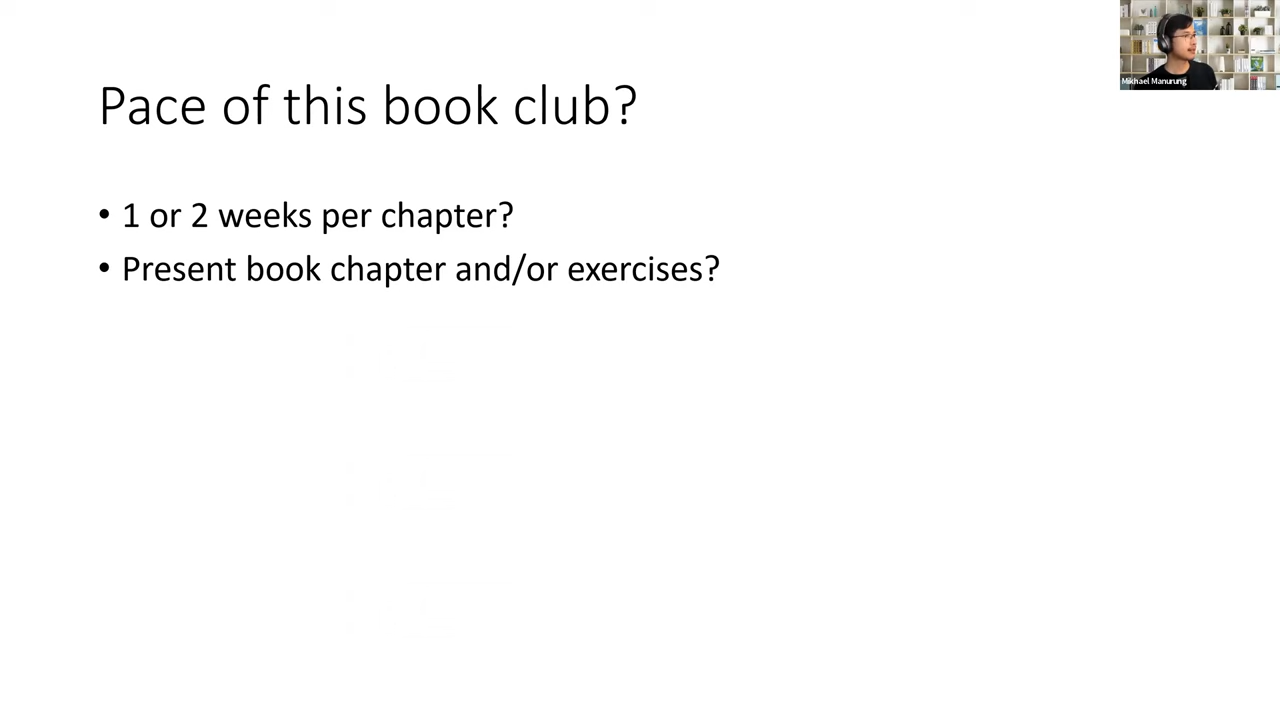 Pace of this book club?
• 1 or 2 weeks per chapter?
• Present book chapter and/or exercises?
Mikhael Manurung